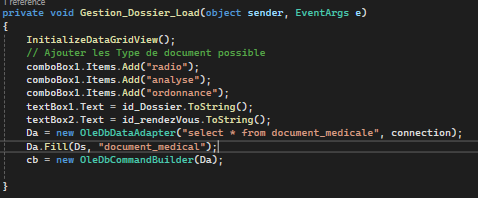 1 reference
private void Gestion_Dossier_Load(object sender, EventArgs e)
{
InitializeDataGridView();
// Ajouter les Type de document possible
comboBox1.Items.Add("radio");
comboBox1.Items.Add("analyse");
comboBox1.Items.Add("ordonnance");
textBox1.Text = id_Dossier.ToString();
textBox2.Text = id_rendezVous.ToString();
Da = new OleDbDataAdapter("select * from document_medicale", connection);
Da.Fill(Ds, "document_medical");
cb = new OleDbCommandBuilder(Da);
}